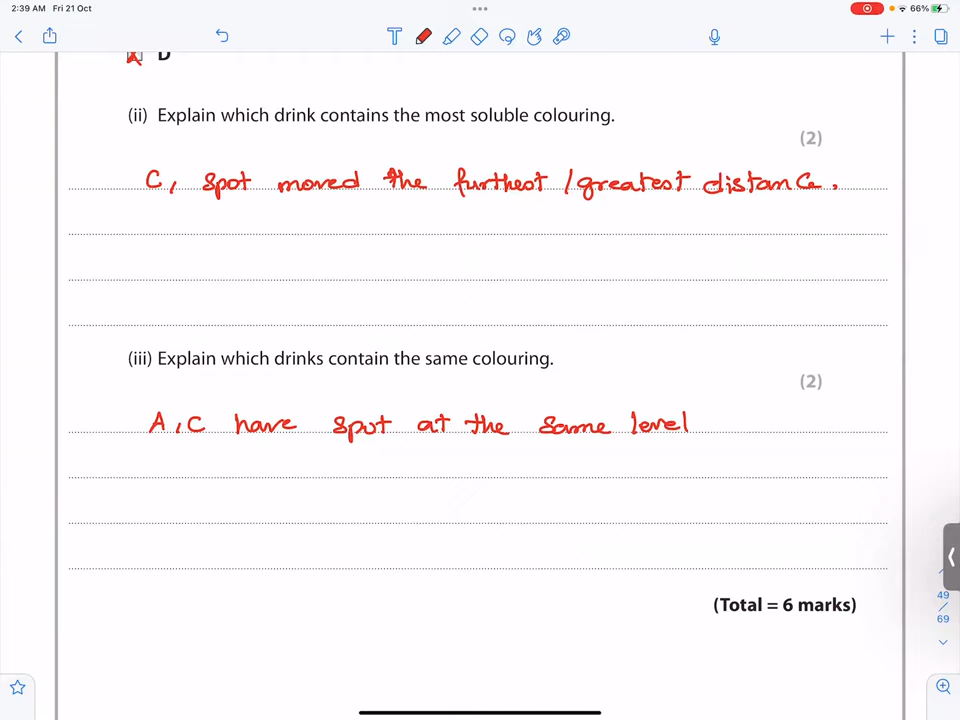 2:39 AM Fri 21 Oct
66%
D
(ii) Explain which drink contains the most soluble colouring.
(2)
C, spot moved the furthest / greatest distance.
(iii) Explain which drinks contain the same colouring.
(2)
A, C have spot at the same level
49
/
69
(Total = 6 marks)